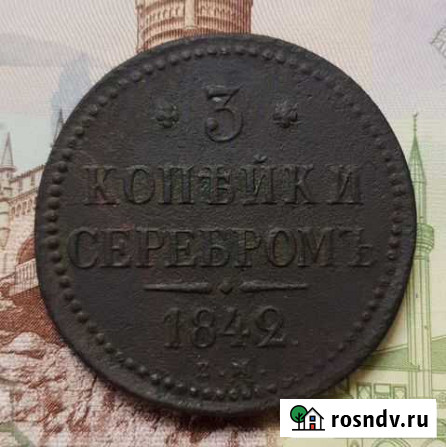 3
КОПѢЙКИ
СЕРЕБРОМЪ
1842
Е.М.
rosndv.ru